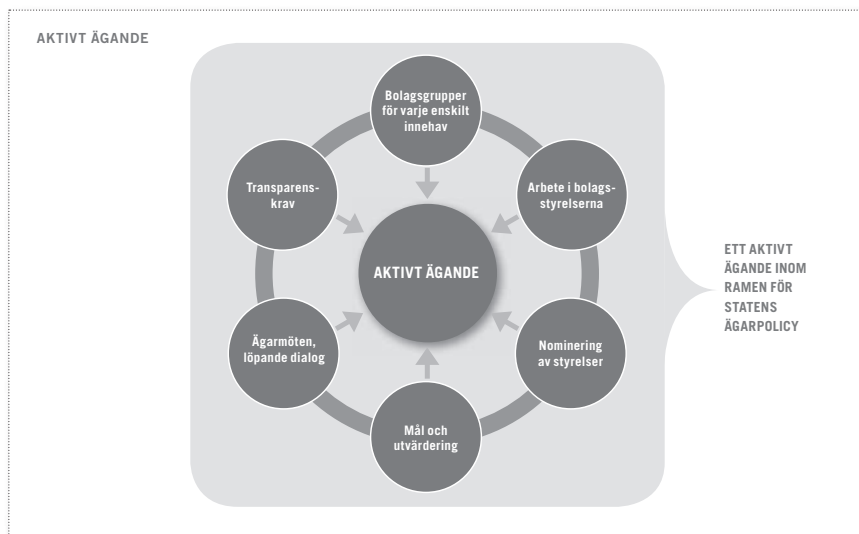 AKTIVT ÄGANDE
Bolagsgrupper
för varje enskilt
innehav
Transparens-
krav
Arbete i bolags-
styrelserna
AKTIVT ÄGANDE
ETT AKTIVT
ÄGANDE INOM
RAMEN FÖR
STATENS
ÄGARPOLICY
Ägarmöten,
löpande dialog
Nominering
av styrelser
Mål och
utvärdering